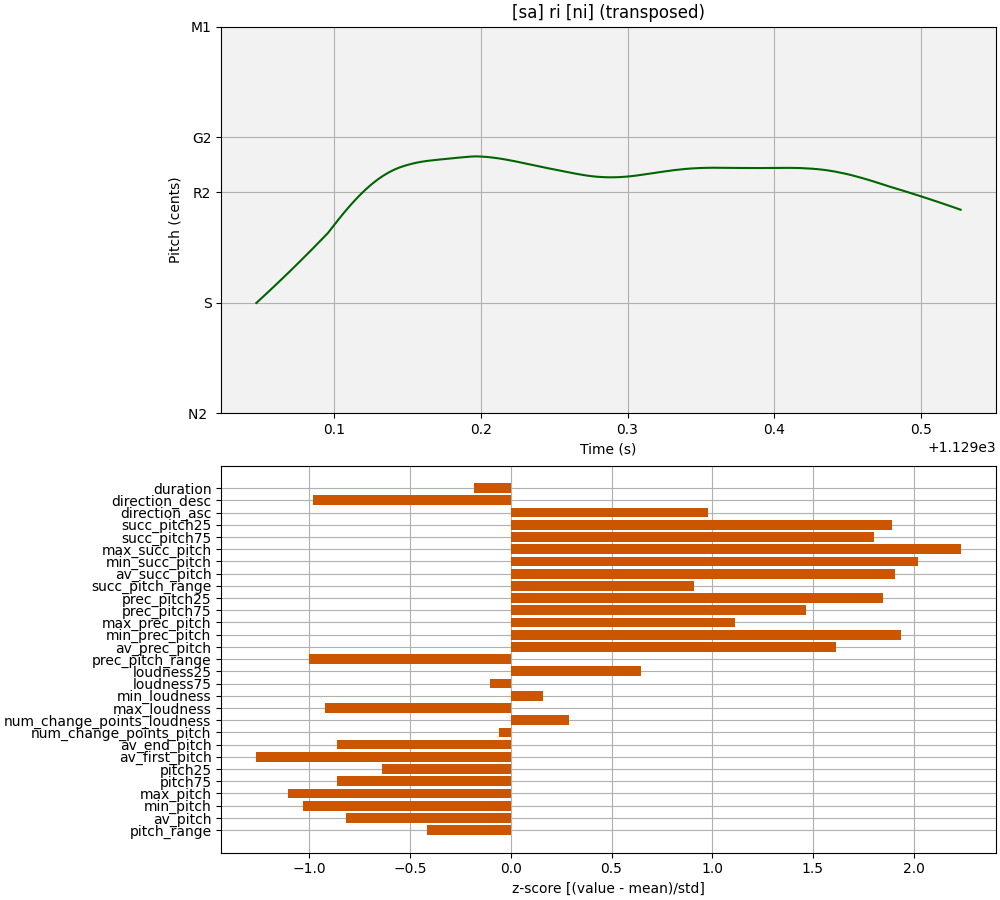 [sa] ri [ni] (transposed)
M1
G2
R2
S
N2
Pitch (cents)
0.1 0.2 0.3 0.4 0.5
Time (s)
+1.129e3
duration
direction_desc
direction_asc
succ_pitch25
succ_pitch75
max_succ_pitch
min_succ_pitch
av_succ_pitch
succ_pitch_range
prec_pitch25
prec_pitch75
max_prec_pitch
min_prec_pitch
av_prec_pitch
prec_pitch_range
loudness25
loudness75
min_loudness
max_loudness
num_change_points_loudness
num_change_points_pitch
av_end_pitch
av_first_pitch
pitch25
pitch75
max_pitch
min_pitch
av_pitch
pitch_range
−1.0 −0.5 0.0 0.5 1.0 1.5 2.0
z-score [(value - mean)/std]